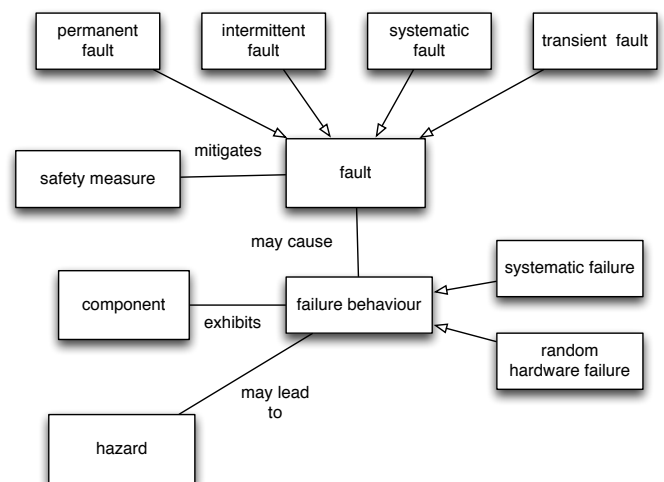 permanent
fault
intermittent
fault
systematic
fault
transient fault
mitigates
safety measure
fault
may cause
systematic failure
component
exhibits
failure behaviour
random
hardware failure
may lead
to
hazard